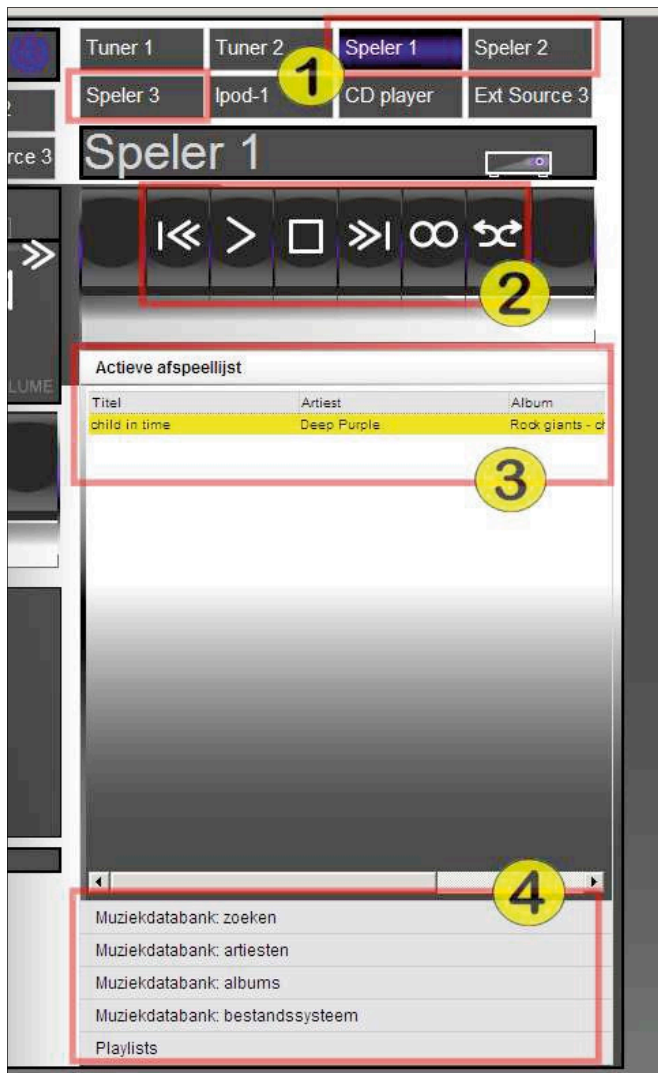 Tuner 1 Tuner 2 Speler 1 Speler 2
1
Speler 3 Ipod-1 CD player Ext Source 3
2
rce 3
Speler 1
2
LUME
Actieve afspeellijst
Titel Artiest Album
child in time Deep Purple Rock giants - ch
3
4
Muziekdatabank: zoeken
Muziekdatabank: artiesten
Muziekdatabank: albums
Muziekdatabank: bestandssysteem
Playlists